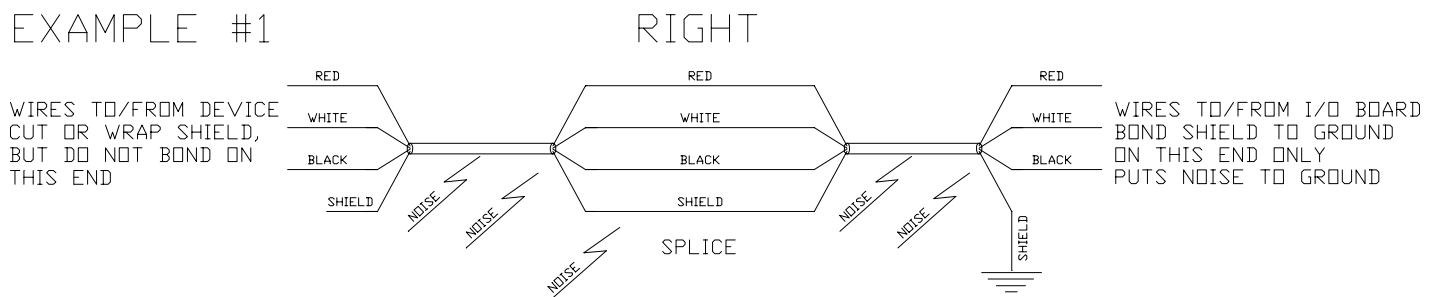 EXAMPLE #1
RIGHT
WIRES TO/FROM DEVICE
CUT OR WRAP SHIELD,
BUT DO NOT BOND ON
THIS END
RED
WHITE
BLACK
SHIELD
NOISE
NOISE
RED
WHITE
BLACK
SHIELD
SPLICE
NOISE
NOISE
NOISE
RED
WHITE
BLACK
SHIELD
WIRES TO/FROM I/O BOARD
BOND SHIELD TO GROUND
ON THIS END ONLY
PUTS NOISE TO GROUND